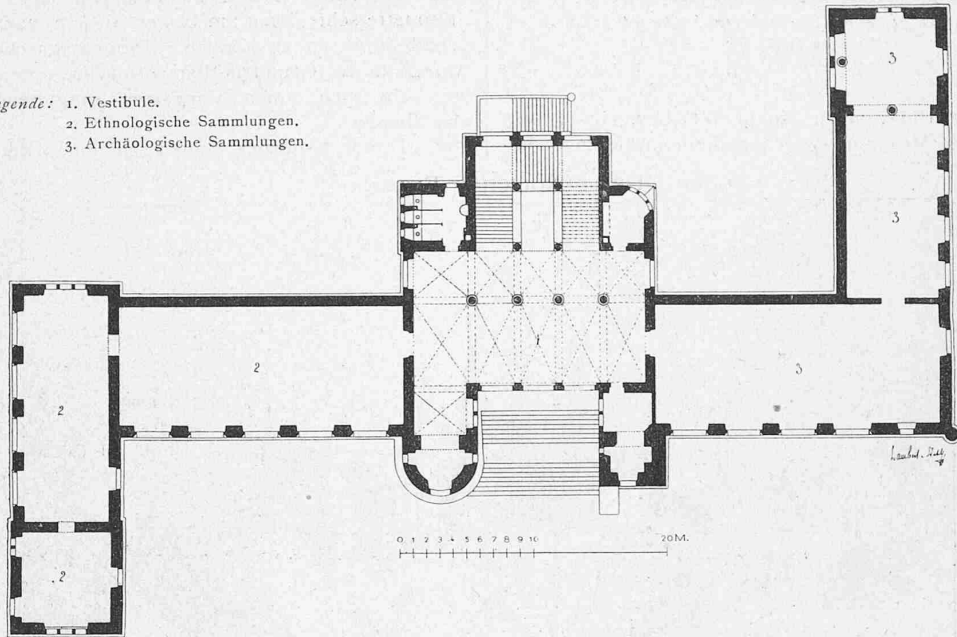 gende: 1. Vestibule.
2. Ethnologische Sammlungen.
3. Archäologische Sammlungen.
3
3
2
1
3
2
2
0 1 2 3 4 5 6 7 8 9 10 20 M.